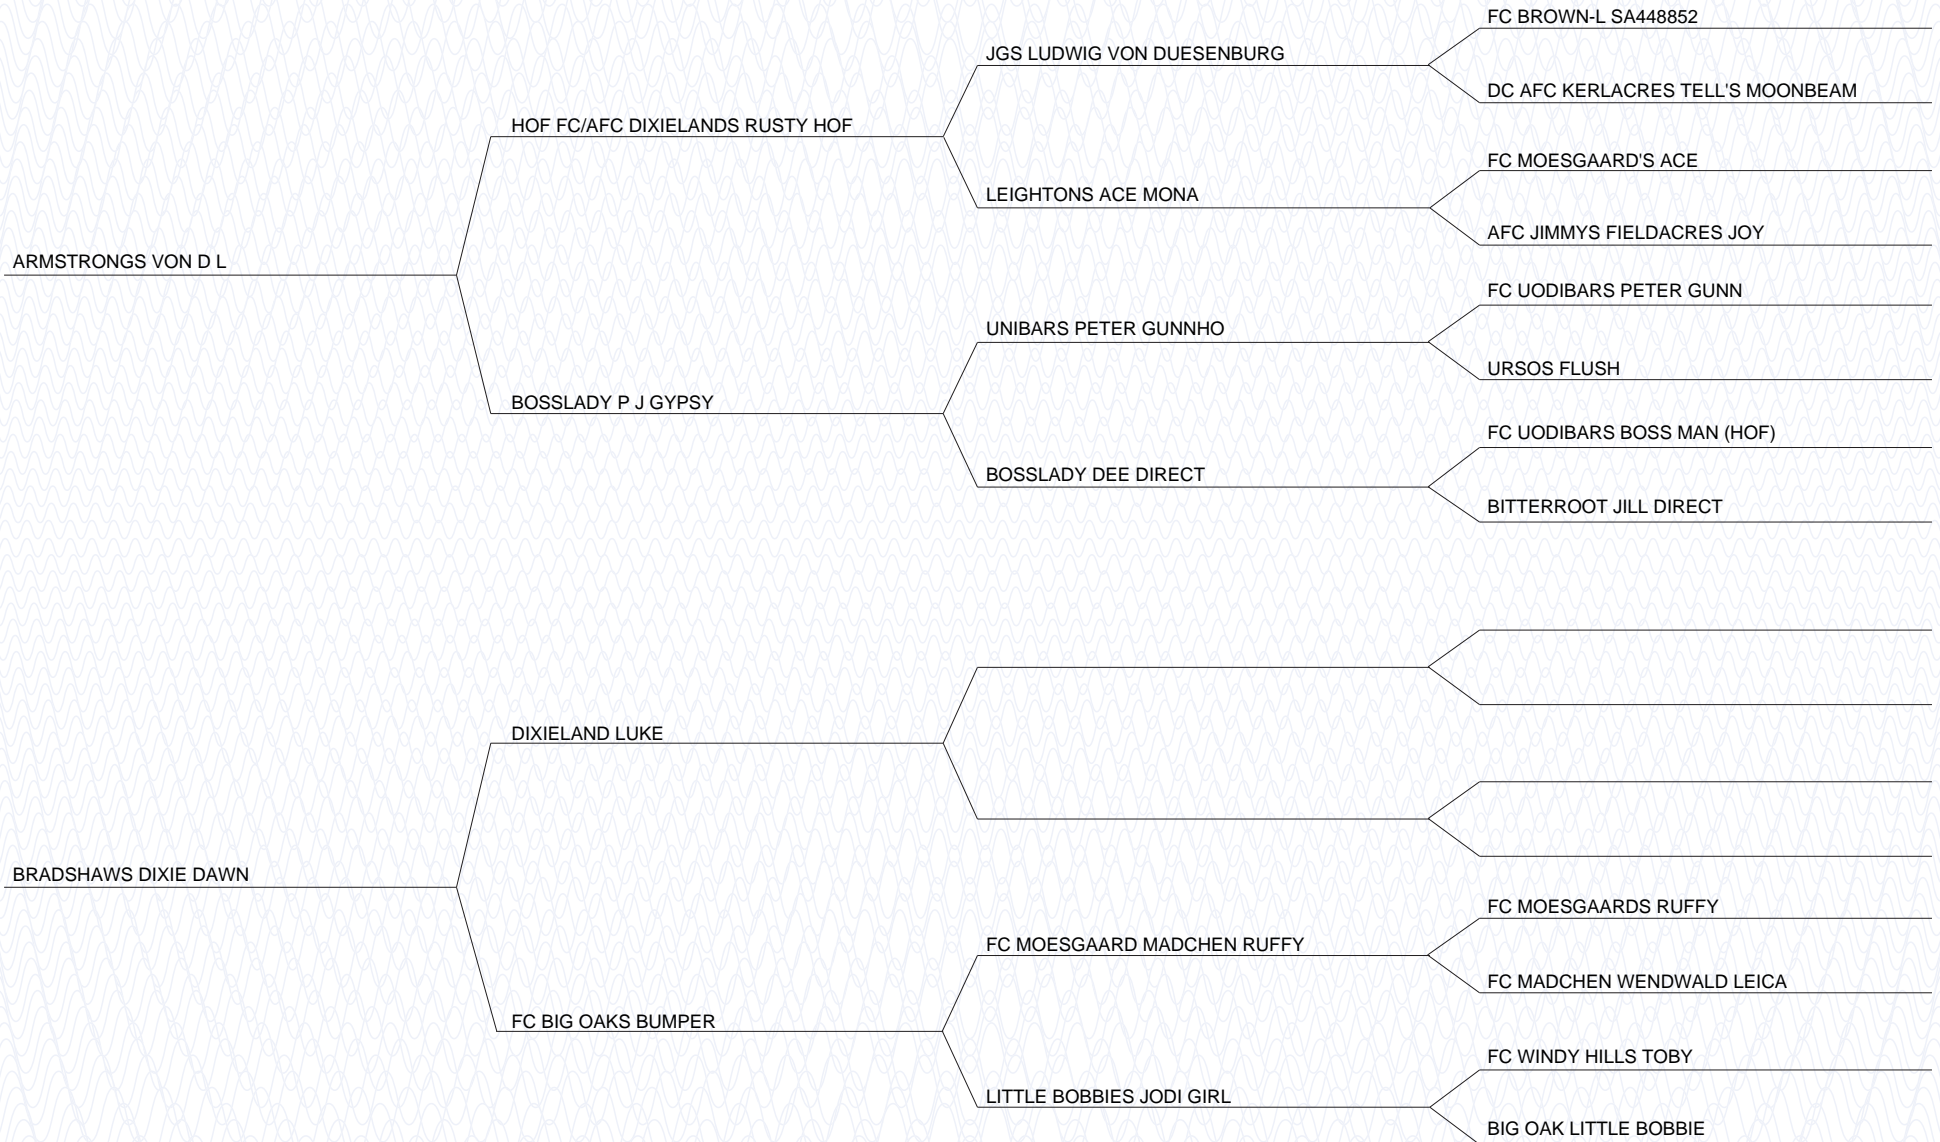 FC BROWN-L SA448852
JGS LUDWIG VON DUESENBURG
DC AFC KERLACRES TELL'S MOONBEAM
HOF FC/AFC DIXIELANDS RUSTY HOF
FC MOESGAARD'S ACE
LEIGHTONS ACE MONA
AFC JIMMYS FIELDACRES JOY
ARMSTRONGS VON D L
FC UODIBARS PETER GUNN
UNIBARS PETER GUNNHO
URSOS FLUSH
BOSSLADY P J GYPSY
FC UODIBARS BOSS MAN (HOF)
BOSSLADY DEE DIRECT
BITTERROOT JILL DIRECT
DIXIELAND LUKE
BRADSHAWS DIXIE DAWN
FC MOESGAARDS RUFFY
FC MOESGAARD MADCHEN RUFFY
FC MADCHEN WENDWALD LEICA
FC BIG OAKS BUMPER
FC WINDY HILLS TOBY
LITTLE BOBBIES JODI GIRL
BIG OAK LITTLE BOBBIE